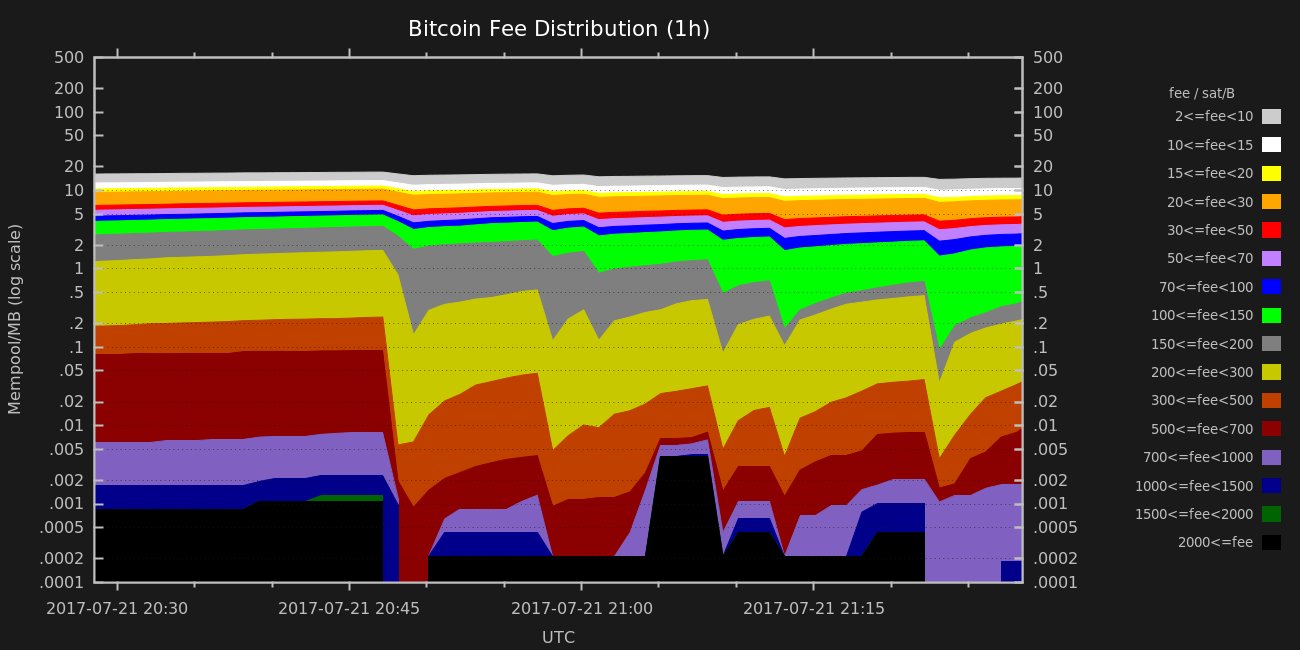 Bitcoin Fee Distribution (1h)
500 500
200 200
100 100
50 50
20 20
10 10
5 5
2 2
1 1
.5 .5
.2 .2
.1 .1
.05 .05
.02 .02
.01 .01
.005 .005
.002 .002
.001 .001
.0005 .0005
.0002 .0002
.0001 .0001
Mempool/MB (log scale)
2017-07-21 20:30 2017-07-21 20:45 2017-07-21 21:00 2017-07-21 21:15
UTC
fee / sat/B
2<=fee<10
10<=fee<15
15<=fee<20
20<=fee<30
30<=fee<50
50<=fee<70
70<=fee<100
100<=fee<150
150<=fee<200
200<=fee<300
300<=fee<500
500<=fee<700
700<=fee<1000
1000<=fee<1500
1500<=fee<2000
2000<=fee